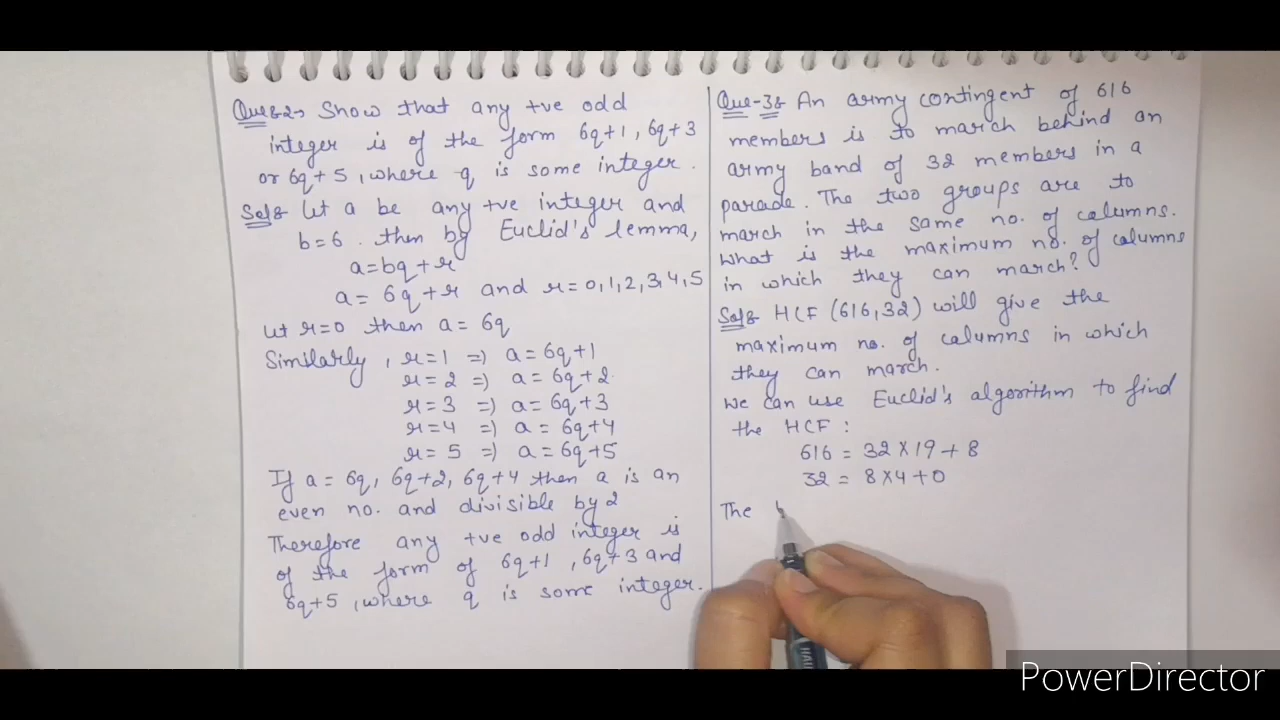 Que:2→ Show that any +ve odd
integer is of the form 6q+1, 6q+3
or 6q+5, where q is some integer.
Sol: Let a be any +ve integer and
b=6. then by Euclid's lemma,
a=bq+r
a= 6q+r and r=0,1,2,3,4,5
Let r=0 then a= 6q
Similarly, r=1 => a=6q+1
r=2 => a=6q+2.
r=3 => a=6q+3
r=4 => a= 6q+4
r= 5 => a= 6q+5
If a= 6q, 6q+2, 6q+4 then a is an
even no. and divisible by 2
Therefore any +ve odd integer is
of the form of 6q+1, 6q+3 and
6q+5, where q is some integer.
Que-3: An army contingent of 616
members is to march behind an
army band of 32 members in a
parade. The two groups are to
march in the same no. of columns.
What is the maximum no. of columns
in which they can march?
Sol: HCF (616,32) will give the
maximum no. of columns in which
they can march.
We can use Euclid's algorithm to find
the HCF:
616 = 32×19+8
32 = 8×4+0
The
PowerDirector